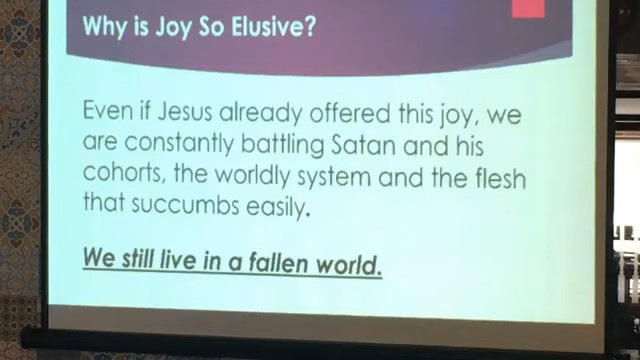 Why is Joy So Elusive?
Even if Jesus already offered this joy, we
are constantly battling Satan and his
cohorts, the worldly system and the flesh
that succumbs easily.
We still live in a fallen world.